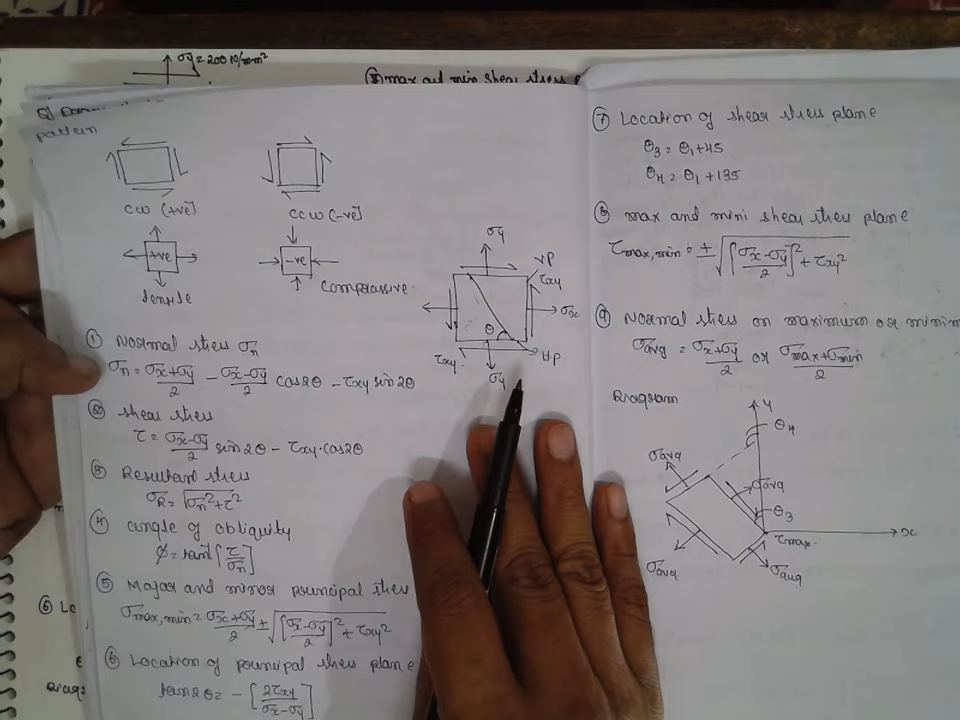 σy = 200 N/mm²
③ max and min shear stress
pattern
CW (+ve]
CCW (-ve]
+ve
-ve
tensile
Compressive
σy
VP
τxy
σx
θ
τxy
HP
σy
① Normal stress σn
σn = σx+σy/2 - σx-σy/2 cos2θ - τxy sin2θ
② shear stress
τ = σx-σy/2 sin2θ - τxy.cos2θ
③ Resultant stress
σR = √σn²+τ²
④ angle of obliquity
φ = tan⁻¹[τ/σn]
⑤ Major and minor principal stress
σmax,min = σx+σy/2 ± √[σx-σy/2]² + τxy²
⑥ Location of principal stress plane
tan2θ = - [2τxy/σx-σy]
⑦ Location of shear stress plane
θ3 = θ1+45
θ4 = θ1+135
⑧ max and mini shear stress plane
τmax,min = ± √[σx-σy/2]² + τxy²
⑨ Normal stress on maximum or minim
σavg = σx+σy/2 or σmax+σmin/2
Diagram
y
θ4
σavg
σavg
θ3
x
τmax.
σavg
σavg
⑥ Lo